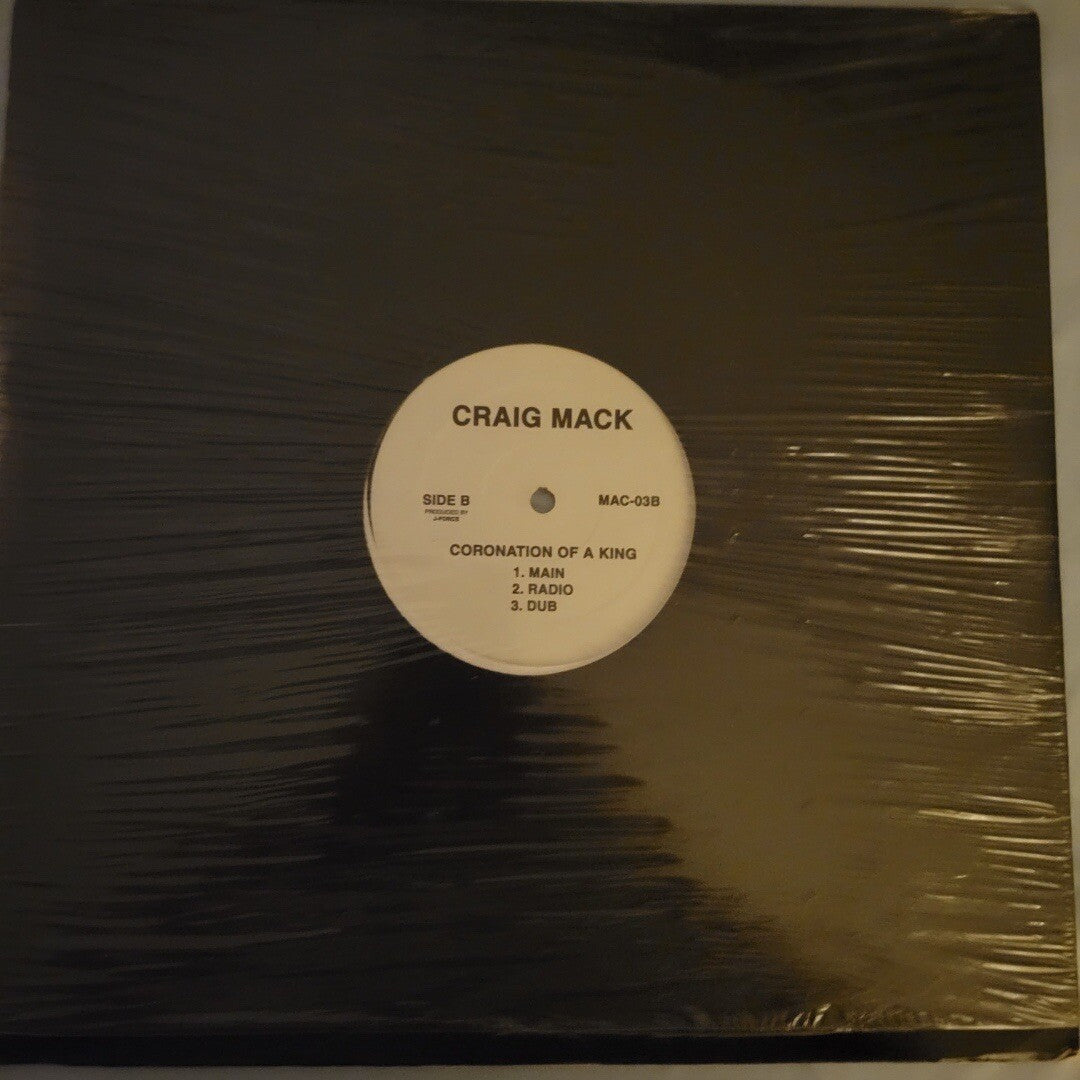 CRAIG MACK
SIDE B
MAC-03B
PRODUCED BY
J-FORCE
CORONATION OF A KING
1. MAIN
2. RADIO
3. DUB